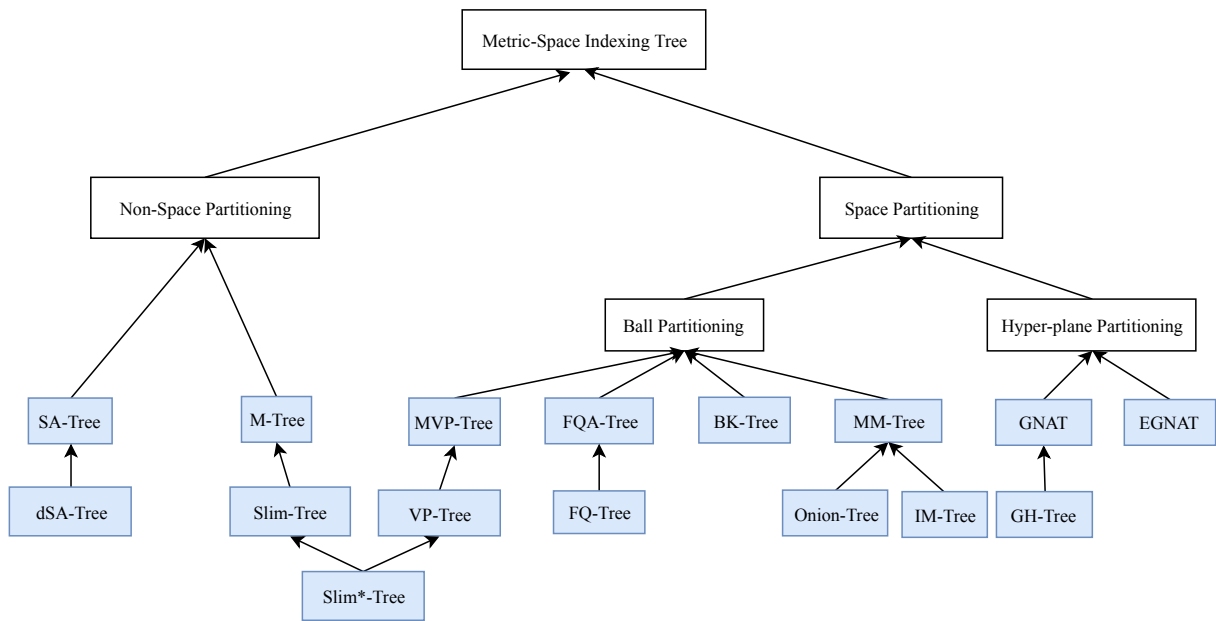 Metric-Space Indexing Tree
Non-Space Partitioning
Space Partitioning
Ball Partitioning
Hyper-plane Partitioning
SA-Tree
M-Tree
MVP-Tree
FQA-Tree
BK-Tree
MM-Tree
GNAT
EGNAT
dSA-Tree
Slim-Tree
VP-Tree
FQ-Tree
Onion-Tree
IM-Tree
GH-Tree
Slim*-Tree